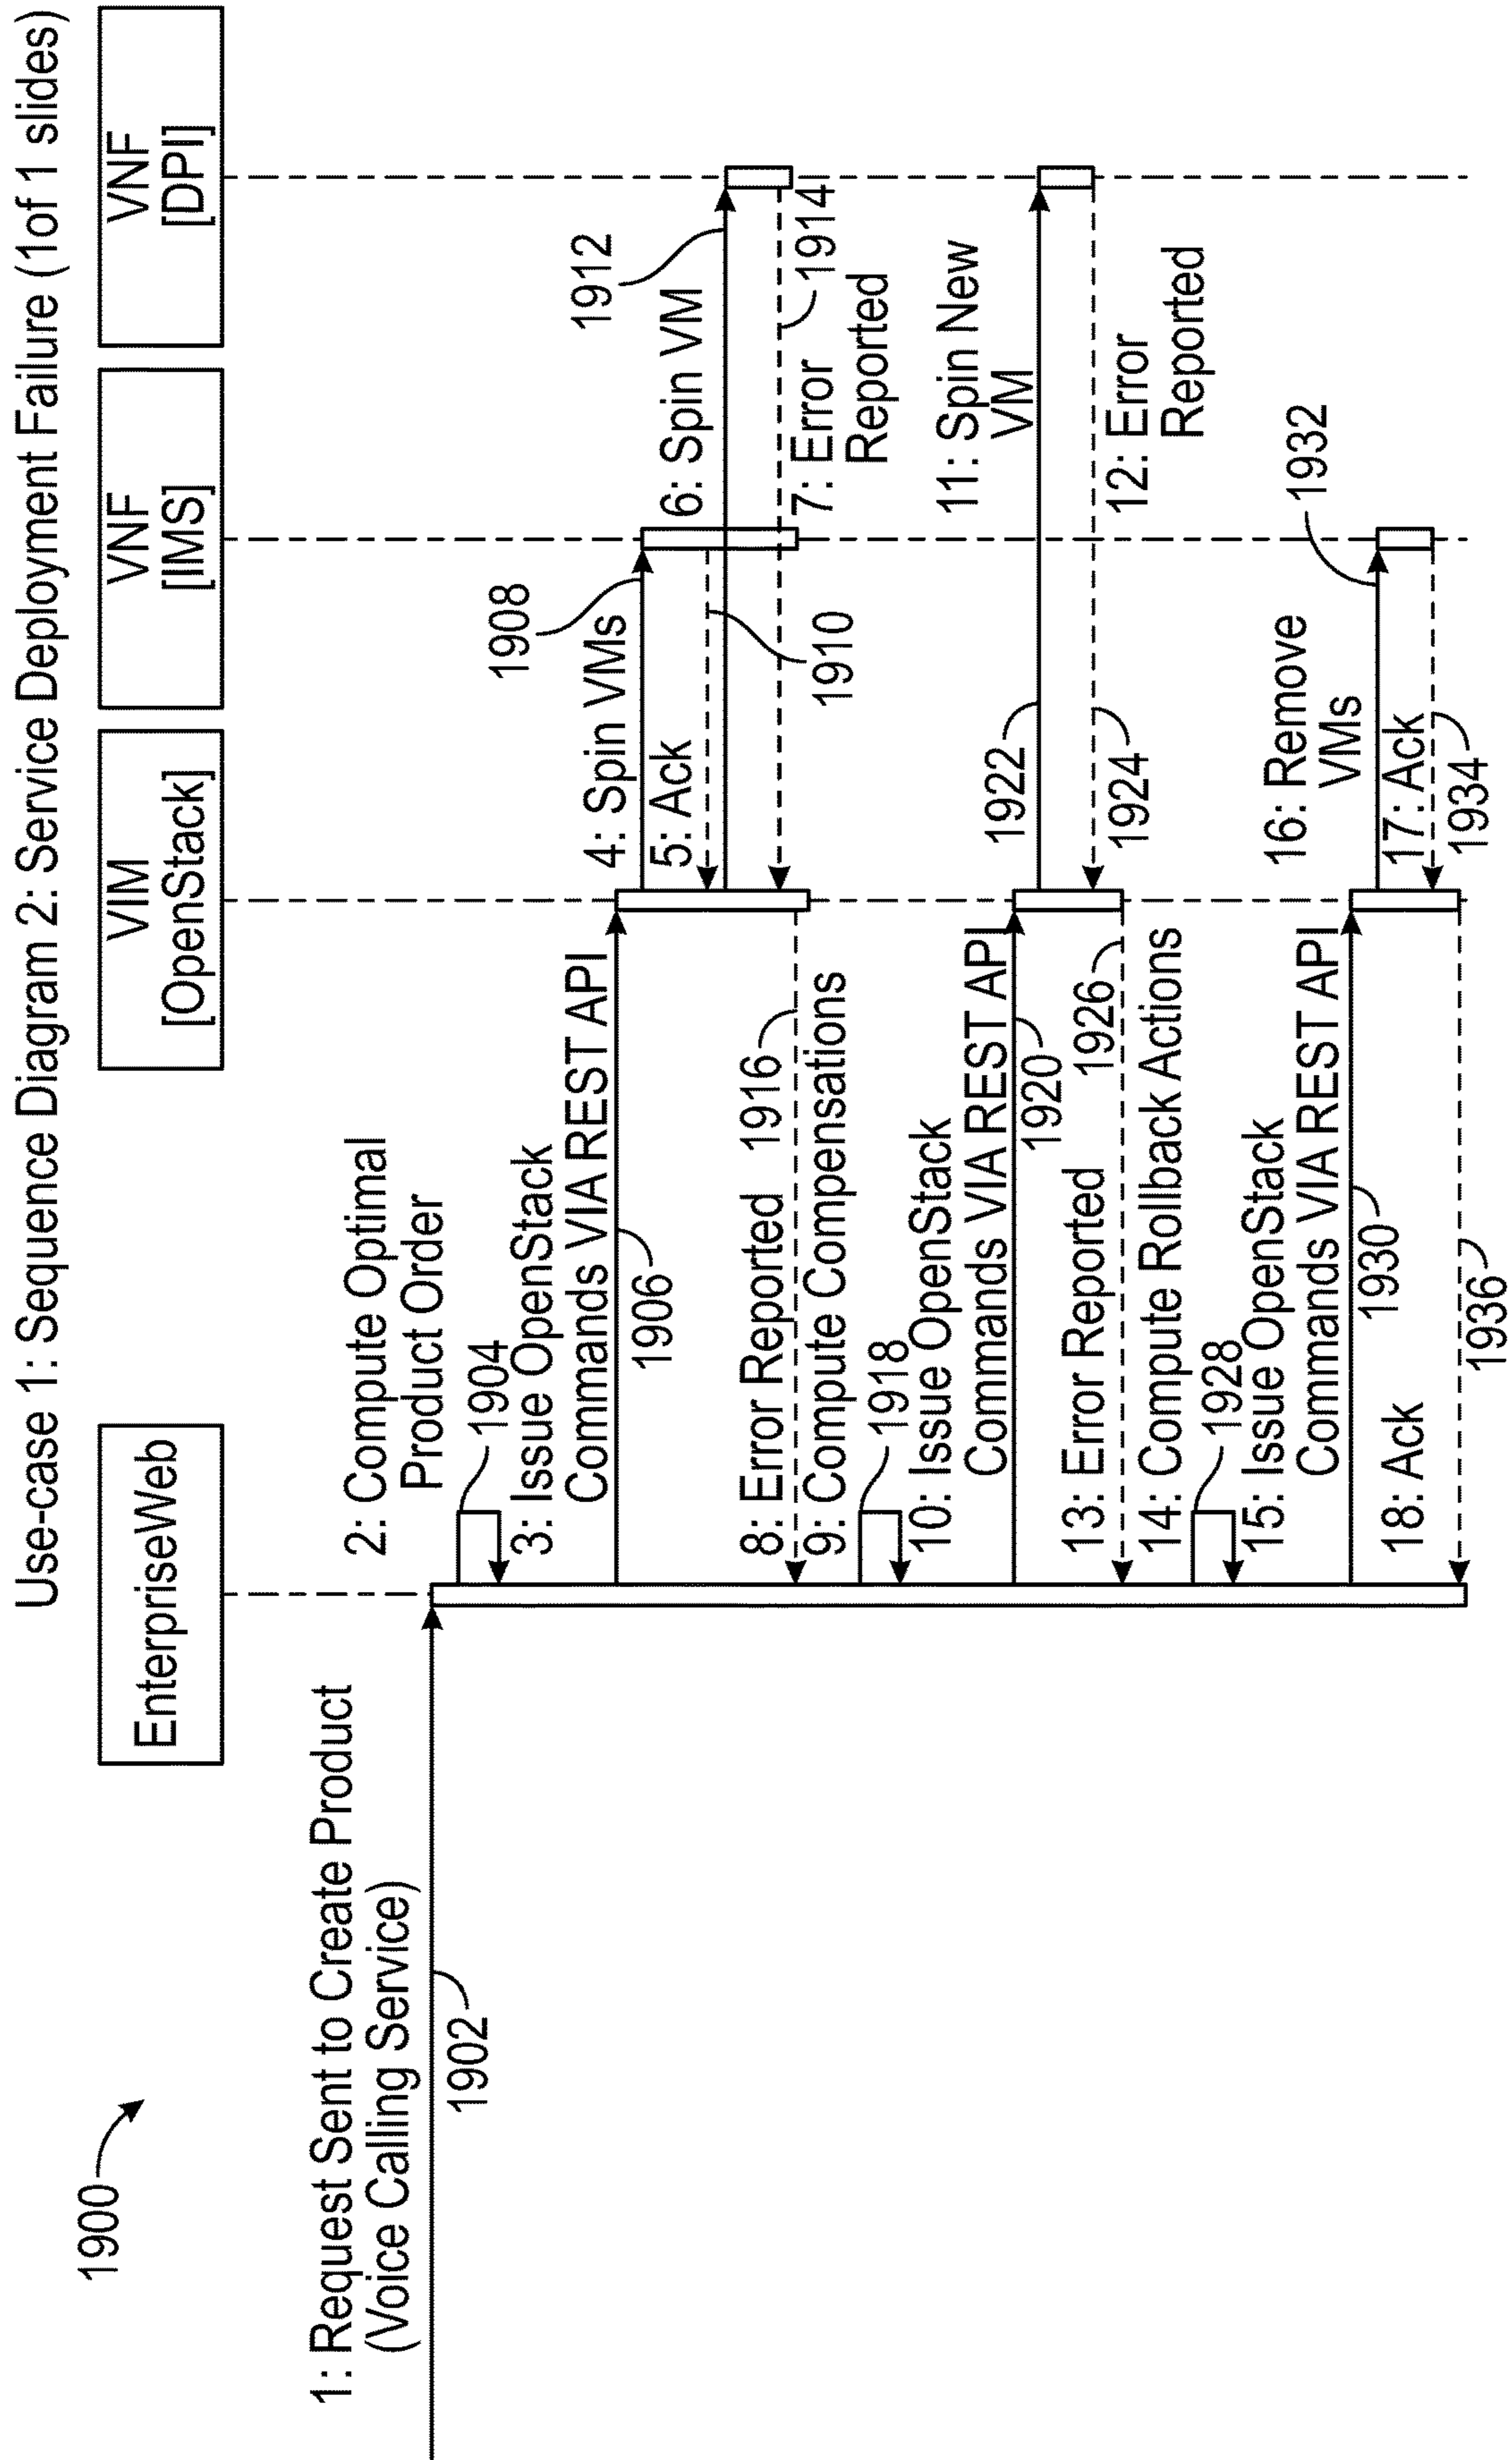 Use-case 1: Sequence Diagram 2: Service Deployment Failure (1of 1 slides)
1900
EnterpriseWeb
VIM
[OpenStack]
VNF
[IMS]
VNF
[DPI]
1: Request Sent to Create Product
(Voice Calling Service)
1902
2: Compute Optimal
Product Order
1904
3: Issue OpenStack
Commands VIA REST API
1906
4: Spin VMs
1908
5: Ack
1910
6: Spin VM
1912
7: Error
Reported
1914
8: Error Reported
1916
9: Compute Compensations
1918
10: Issue OpenStack
Commands VIA REST API
1920
11: Spin New
VM
1922
12: Error
Reported
1924
13: Error Reported
1926
14: Compute Rollback Actions
1928
15: Issue OpenStack
Commands VIA REST API
1930
16: Remove
VMs
1932
17: Ack
1934
18: Ack
1936